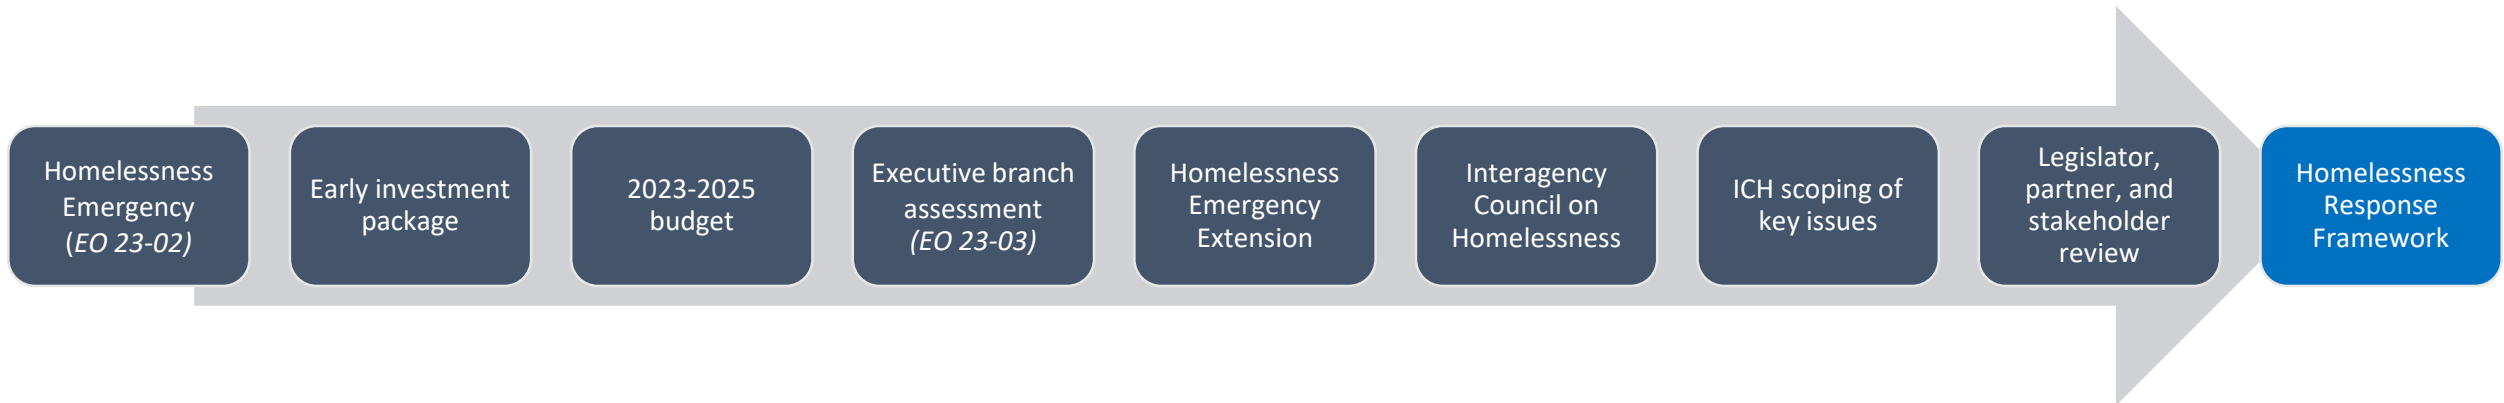 Homelessness
Emergency
(EO 23-02)
Early investment
package
2023-2025
budget
Executive branch
assessment
(EO 23-03)
Homelessness
Emergency
Extension
Interagency
Council on
Homelessness
ICH scoping of
key issues
Legislator,
partner, and
stakeholder
review
Homelessness
Response
Framework